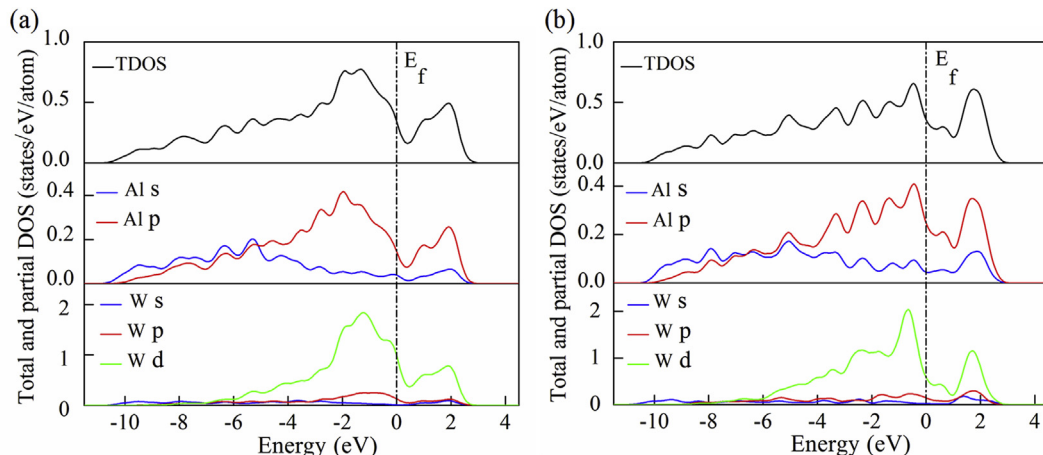 (a)
Total and partial DOS (states/eV/atom)
1.0
0.5
0.0
TDOS
E
f
0.4
0.2
0.0
Al s
Al p
2
1
0
W s
W p
W d
-10 -8 -6 -4 -2 0 2 4
Energy (eV)
(b)
Total and partial DOS (states/eV/atom)
1.0
0.5
0.0
TDOS
E
f
0.4
0.2
0.0
Al s
Al p
2
1
0
W s
W p
W d
-10 -8 -6 -4 -2 0 2 4
Energy (eV)